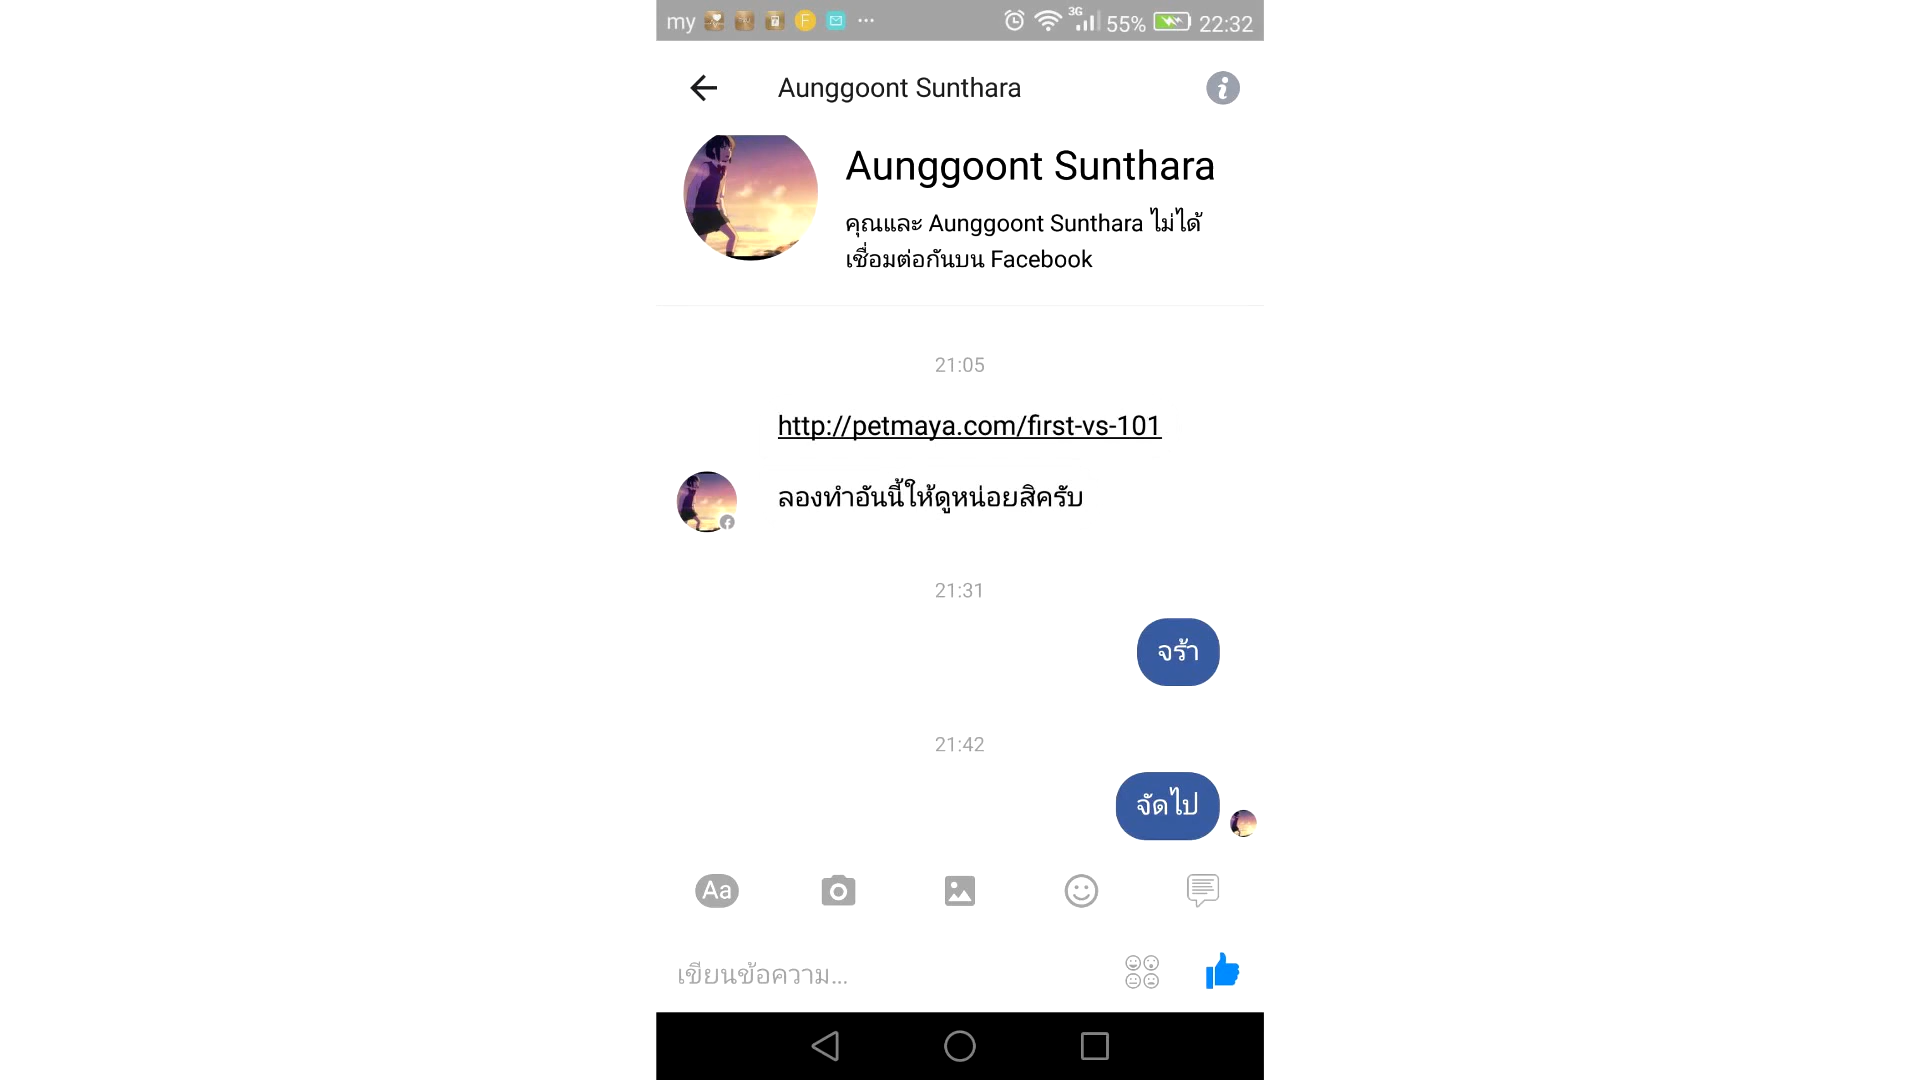 my 3G 55% 22:32
Aunggoont Sunthara
Aunggoont Sunthara
คุณและ Aunggoont Sunthara ไม่ได้
เชื่อมต่อกันบน Facebook
21:05
http://petmaya.com/first-vs-101
ลองทำอันนี้ให้ดูหน่อยสิครับ
21:31
จร้า
21:42
จัดไป
Aa
เขียนข้อความ...